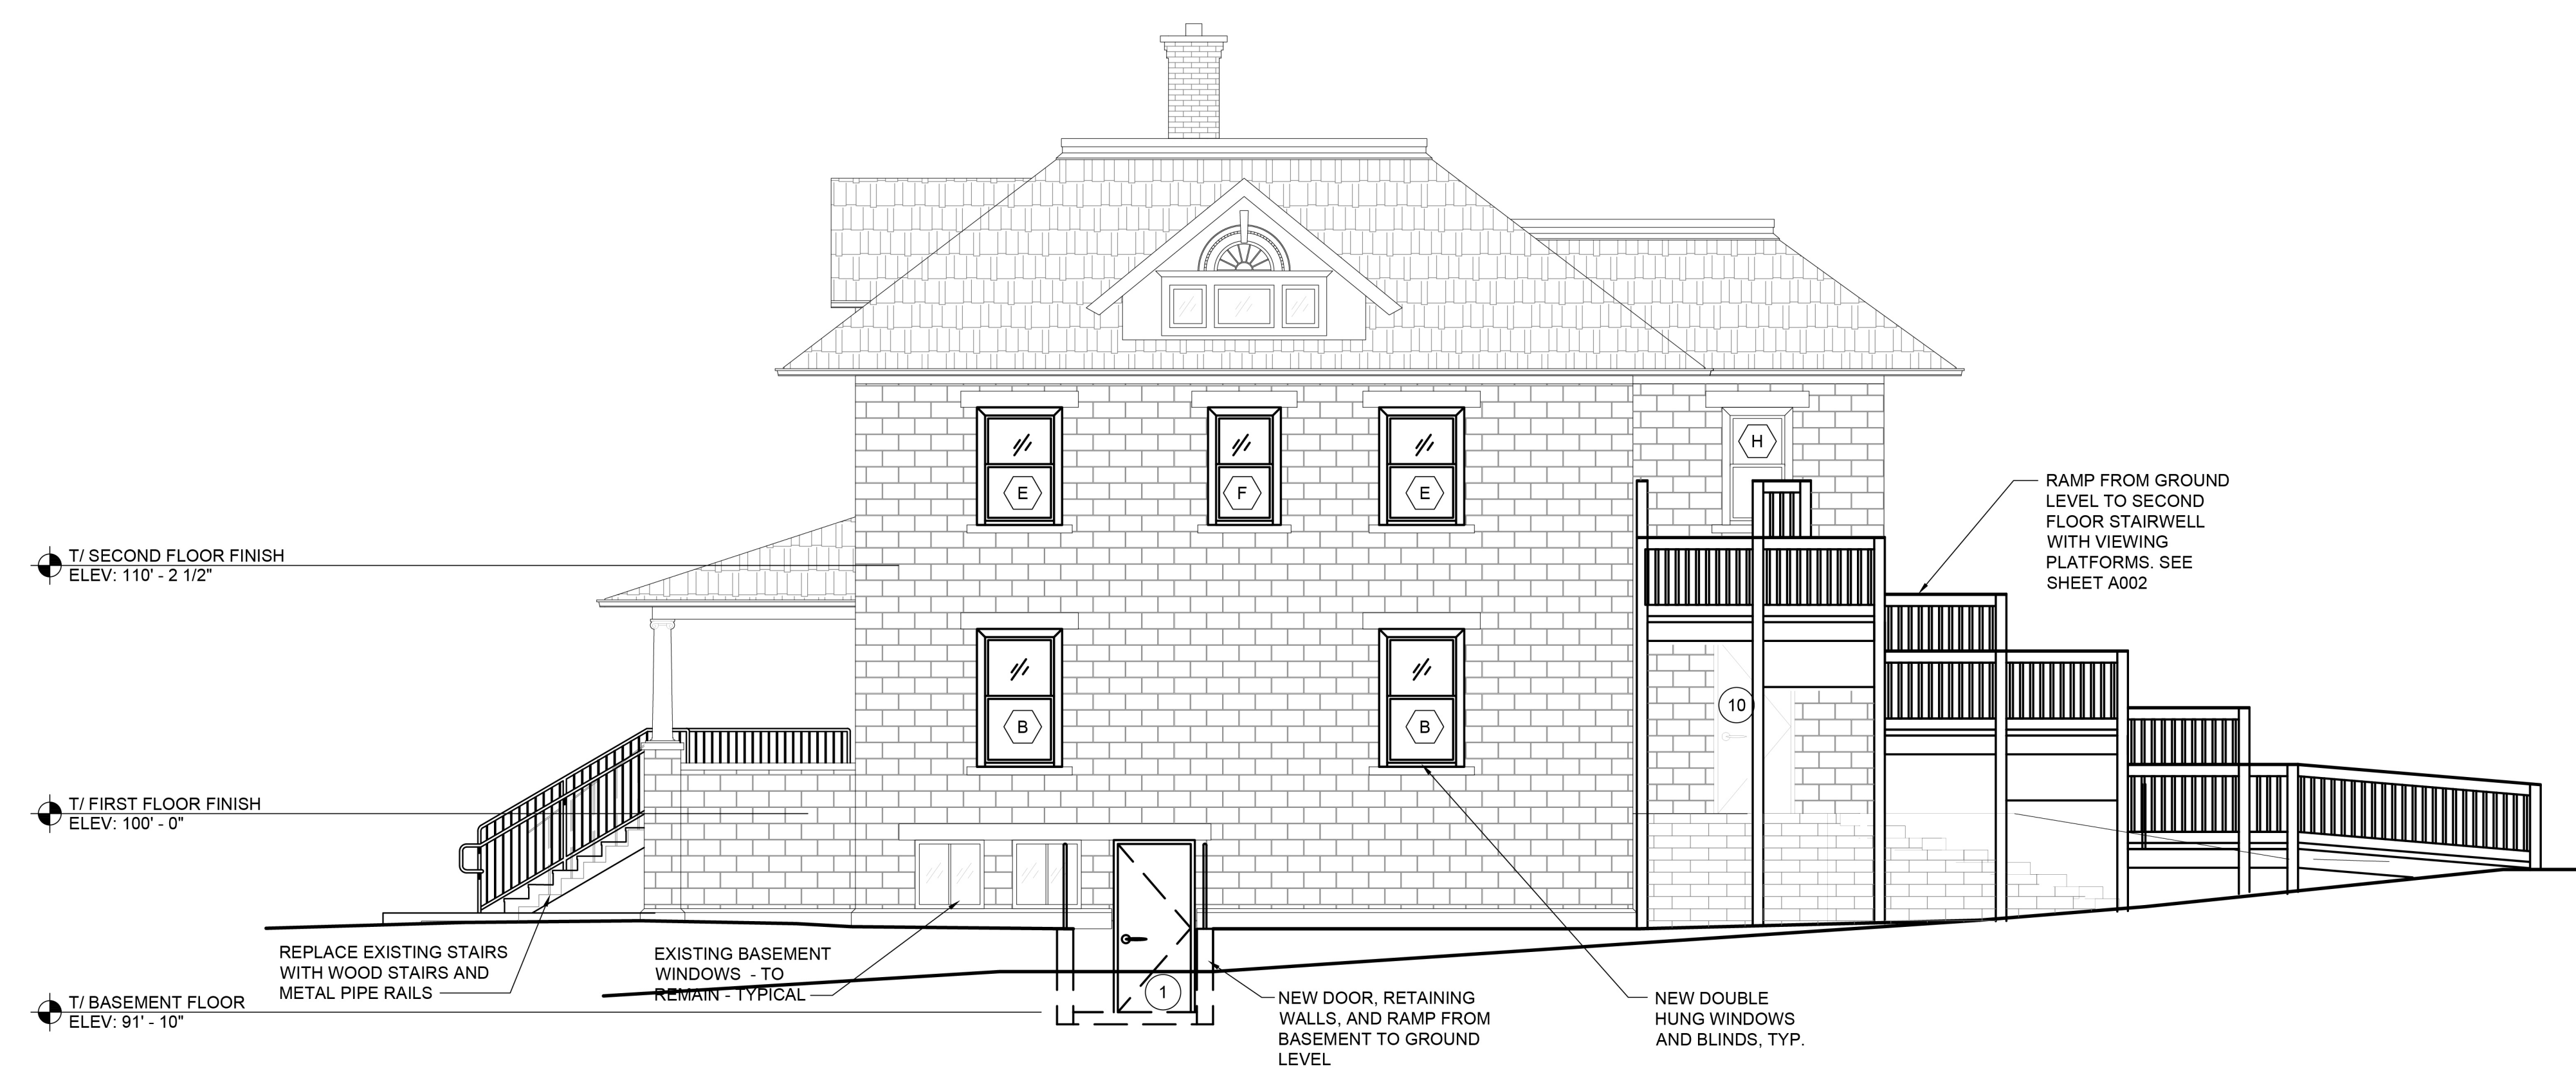 E
F
E
H
RAMP FROM GROUND
LEVEL TO SECOND
FLOOR STAIRWELL
WITH VIEWING
PLATFORMS. SEE
SHEET A002
T/ SECOND FLOOR FINISH
ELEV: 110' - 2 1/2"
B
B
10
T/ FIRST FLOOR FINISH
ELEV: 100' - 0"
REPLACE EXISTING STAIRS
WITH WOOD STAIRS AND
METAL PIPE RAILS
EXISTING BASEMENT
WINDOWS - TO
REMAIN - TYPICAL
T/ BASEMENT FLOOR
ELEV: 91' - 10"
1
NEW DOOR, RETAINING
WALLS, AND RAMP FROM
BASEMENT TO GROUND
LEVEL
NEW DOUBLE
HUNG WINDOWS
AND BLINDS, TYP.